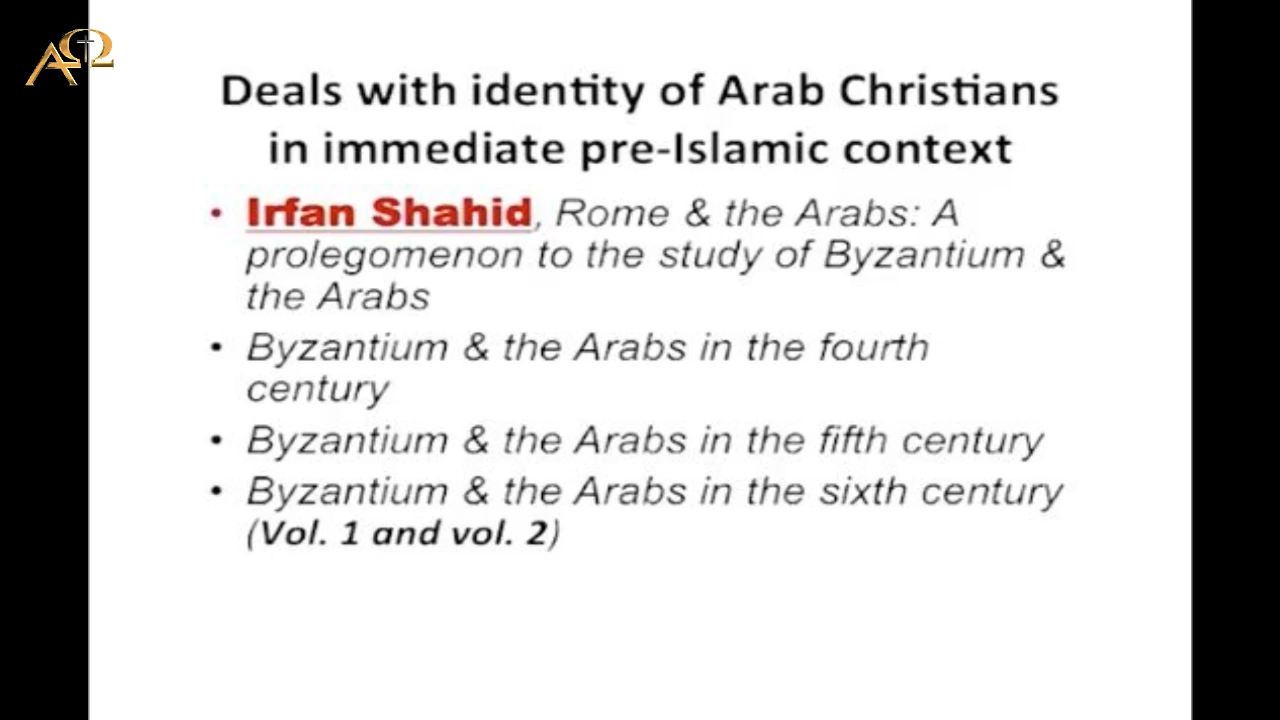 ΑΩ
Deals with identity of Arab Christians
in immediate pre-Islamic context
• Irfan Shahid, Rome & the Arabs: A
prolegomenon to the study of Byzantium &
the Arabs
• Byzantium & the Arabs in the fourth
century
• Byzantium & the Arabs in the fifth century
• Byzantium & the Arabs in the sixth century
(Vol. 1 and vol. 2)